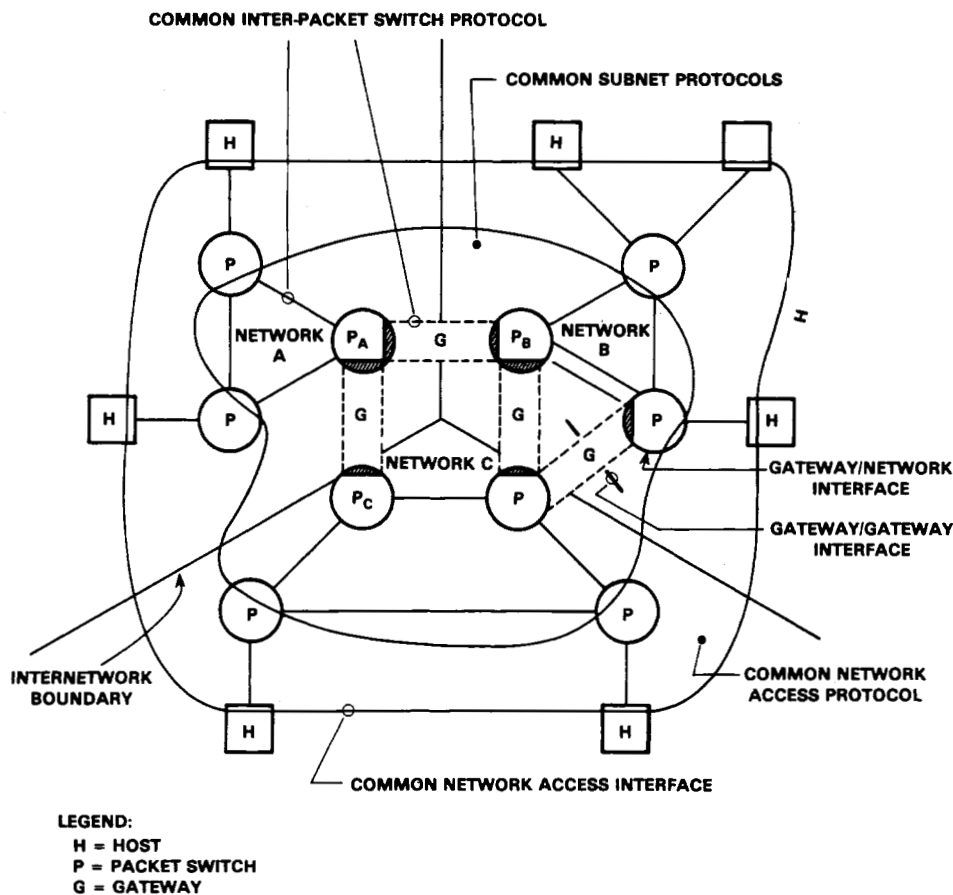 COMMON INTER-PACKET SWITCH PROTOCOL
COMMON SUBNET PROTOCOLS
H
H
P
P
H
NETWORK A
PA
G
PB
NETWORK B
H
P
G
G
P
H
G
NETWORK C
GATEWAY/NETWORK
INTERFACE
PC
P
GATEWAY/GATEWAY
INTERFACE
P
P
INTERNETWORK
BOUNDARY
COMMON NETWORK
ACCESS PROTOCOL
H
H
COMMON NETWORK ACCESS INTERFACE
LEGEND:
H = HOST
P = PACKET SWITCH
G = GATEWAY